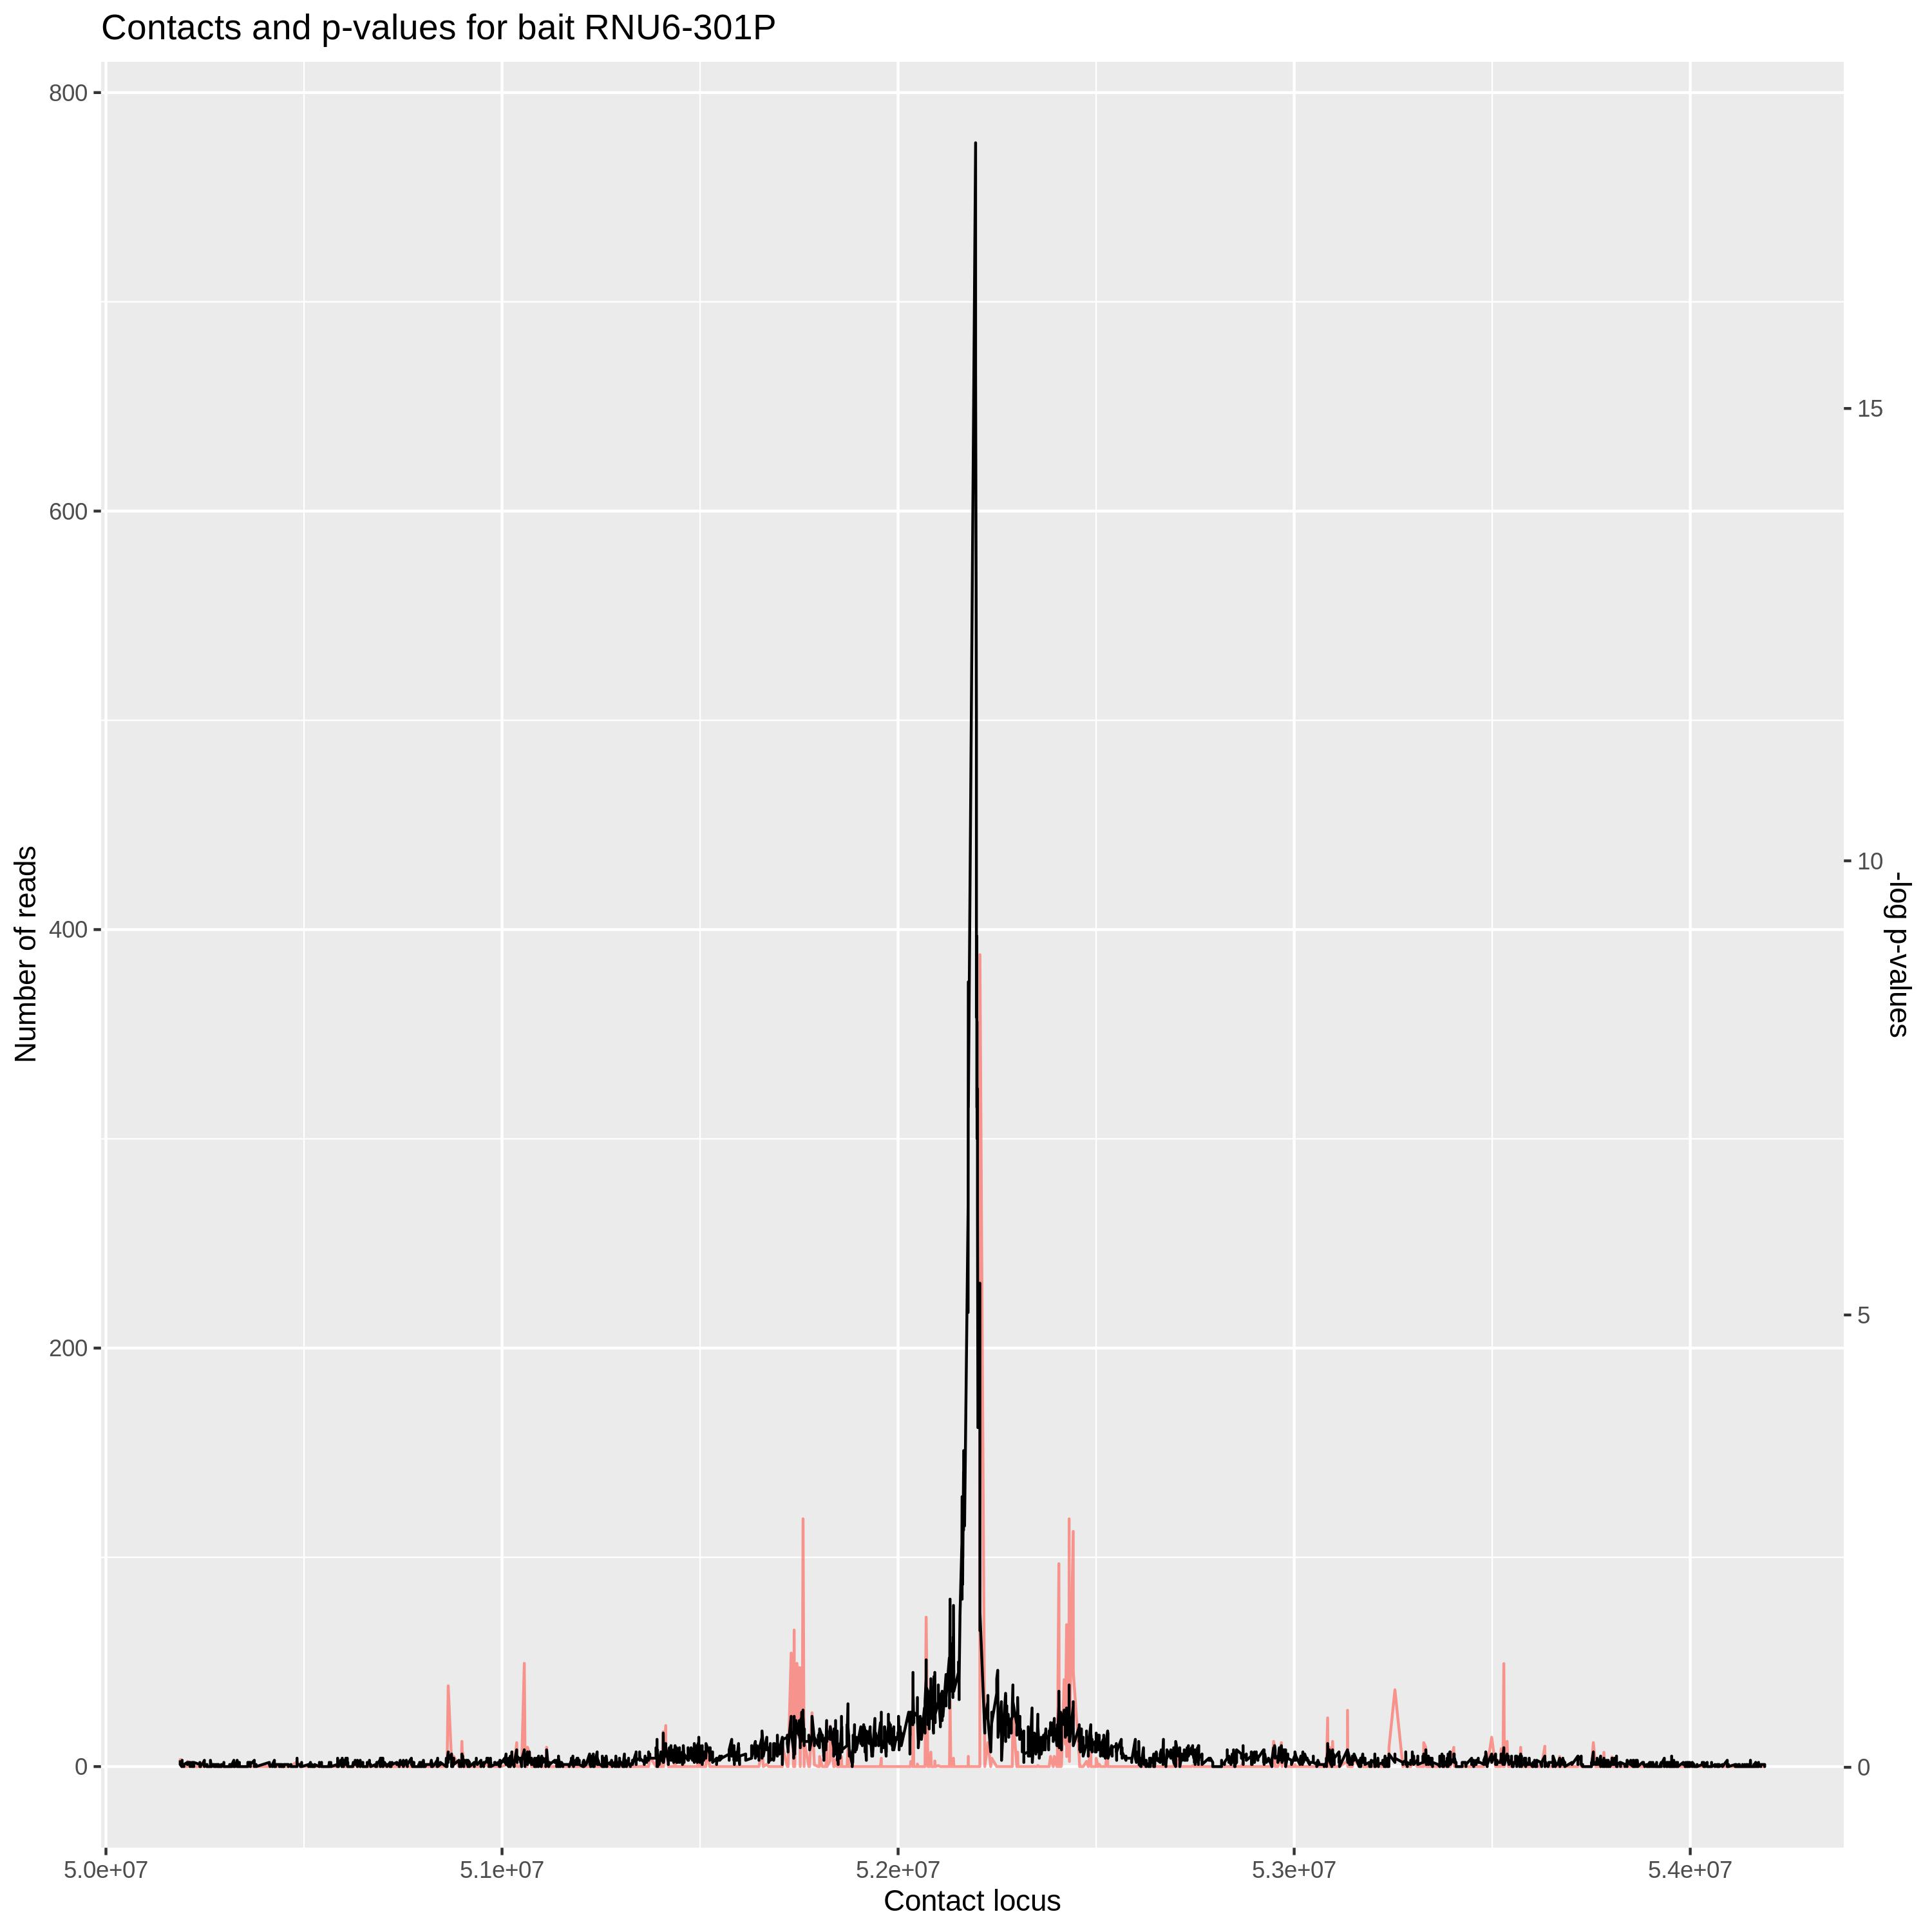 Contacts and p-values for bait RNU6-301P
800
600
400
200
0
Number of reads
15
10
5
0
-log p-values
5.0e+07
5.1e+07
5.2e+07
5.3e+07
5.4e+07
Contact locus